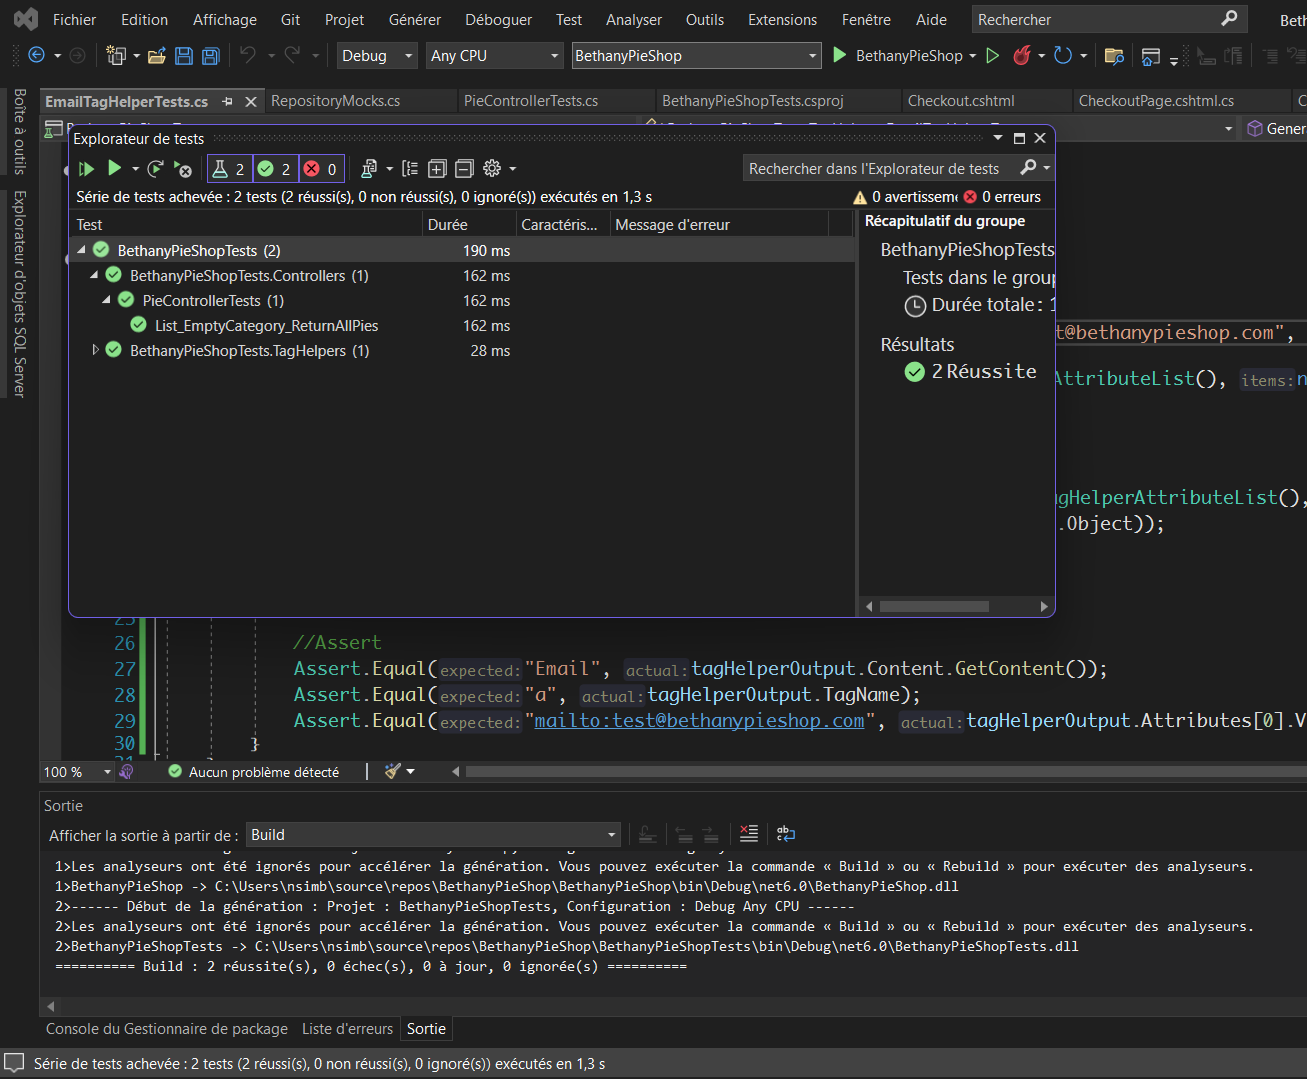 Fichier Edition Affichage Git Projet Générer Déboguer Test Analyser Outils Extensions Fenêtre Aide Rechercher Beth
Debug Any CPU BethanyPieShop BethanyPieShop
Boîte à outils
Explorateur d'objets SQL Server
EmailTagHelperTests.cs RepositoryMocks.cs PieControllerTests.cs BethanyPieShopTests.csproj Checkout.cshtml CheckoutPage.cshtml.cs C
Gener
Explorateur de tests
2 2 0 Rechercher dans l'Explorateur de tests
Série de tests achevée : 2 tests (2 réussi(s), 0 non réussi(s), 0 ignoré(s)) exécutés en 1,3 s 0 avertisseme 0 erreurs
Test Durée Caractéris... Message d'erreur Récapitulatif du groupe
BethanyPieShopTests (2) 190 ms
BethanyPieShopTests.Controllers (1) 162 ms
PieControllerTests (1) 162 ms
List_EmptyCategory_ReturnAllPies 162 ms
BethanyPieShopTests.TagHelpers (1) 28 ms
BethanyPieShopTests
Tests dans le group
Durée totale : 1
Résultats
2 Réussite
t@bethanypieshop.com",
AttributeList(), items: n
gHelperAttributeList(),
.Object));
25
26 //Assert
27 Assert.Equal(expected: "Email", actual: tagHelperOutput.Content.GetContent());
28 Assert.Equal(expected: "a", actual: tagHelperOutput.TagName);
29 Assert.Equal(expected: "mailto:test@bethanypieshop.com", actual: tagHelperOutput.Attributes[0].V
30 }
100 % Aucun problème détecté
Sortie
Afficher la sortie à partir de : Build
1>Les analyseurs ont été ignorés pour accélérer la génération. Vous pouvez exécuter la commande « Build » ou « Rebuild » pour exécuter des analyseurs.
1>BethanyPieShop -> C:\Users\nsimb\source\repos\BethanyPieShop\BethanyPieShop\bin\Debug\net6.0\BethanyPieShop.dll
2>------ Début de la génération : Projet : BethanyPieShopTests, Configuration : Debug Any CPU ------
2>Les analyseurs ont été ignorés pour accélérer la génération. Vous pouvez exécuter la commande « Build » ou « Rebuild » pour exécuter des analyseurs.
2>BethanyPieShopTests -> C:\Users\nsimb\source\repos\BethanyPieShop\BethanyPieShopTests\bin\Debug\net6.0\BethanyPieShopTests.dll
========== Build : 2 réussite(s), 0 échec(s), 0 à jour, 0 ignorée(s) ==========
Console du Gestionnaire de package Liste d'erreurs Sortie
Série de tests achevée : 2 tests (2 réussi(s), 0 non réussi(s), 0 ignoré(s)) exécutés en 1,3 s